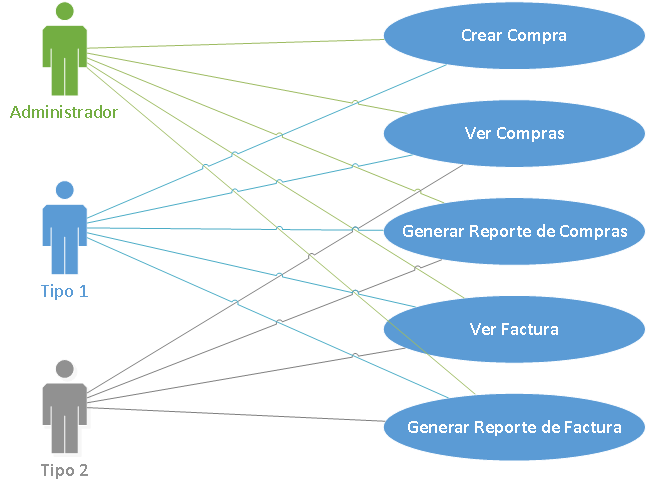 Crear Compra
Administrador
Ver Compras
Generar Reporte de Compras
Tipo 1
Ver Factura
Generar Reporte de Factura
Tipo 2